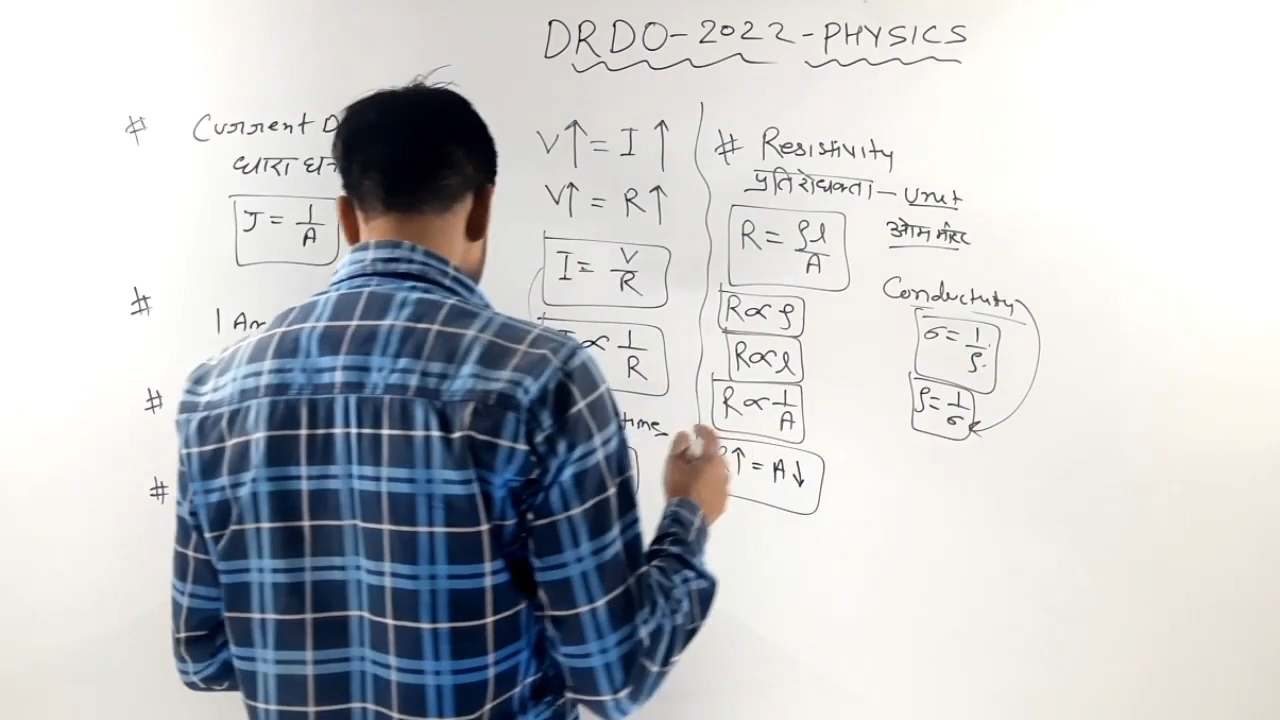 DRDO-2022-PHYSICS
# Current D
धारा घन
J = I/A
#
1 Am
#
#
V↑ = I↑
V↑ = R↑
I = V/R
∝ 1/R
time
# Resistivity
प्रतिरोधकता - Unit
ओम मीटर
R = ρl/A
R ∝ ρ
R ∝ l
R ∝ 1/A
↑ = A↓
Conductivity
σ = 1/ρ
ρ = 1/σ